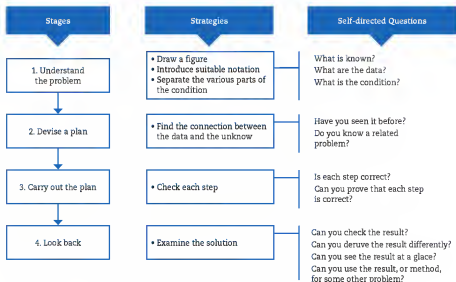 Stages
Strategies
Self-directed Questions
1. Understand
the problem
• Draw a figure
• Introduce suitable notation
• Separate the various parts of
the condition
What is known?
What are the data?
What is the condition?
2. Devise a plan
• Find the connection between
the data and the unknow
Have you seen it before?
Do you know a related
problem?
3. Carry out the plan
• Check each step
Is each step correct?
Can you prove that each step
is correct?
4. Look back
• Examine the solution
Can you check the result?
Can you deruve the result differently?
Can you see the result at a glace?
Can you use the result, or method,
for some other problem?